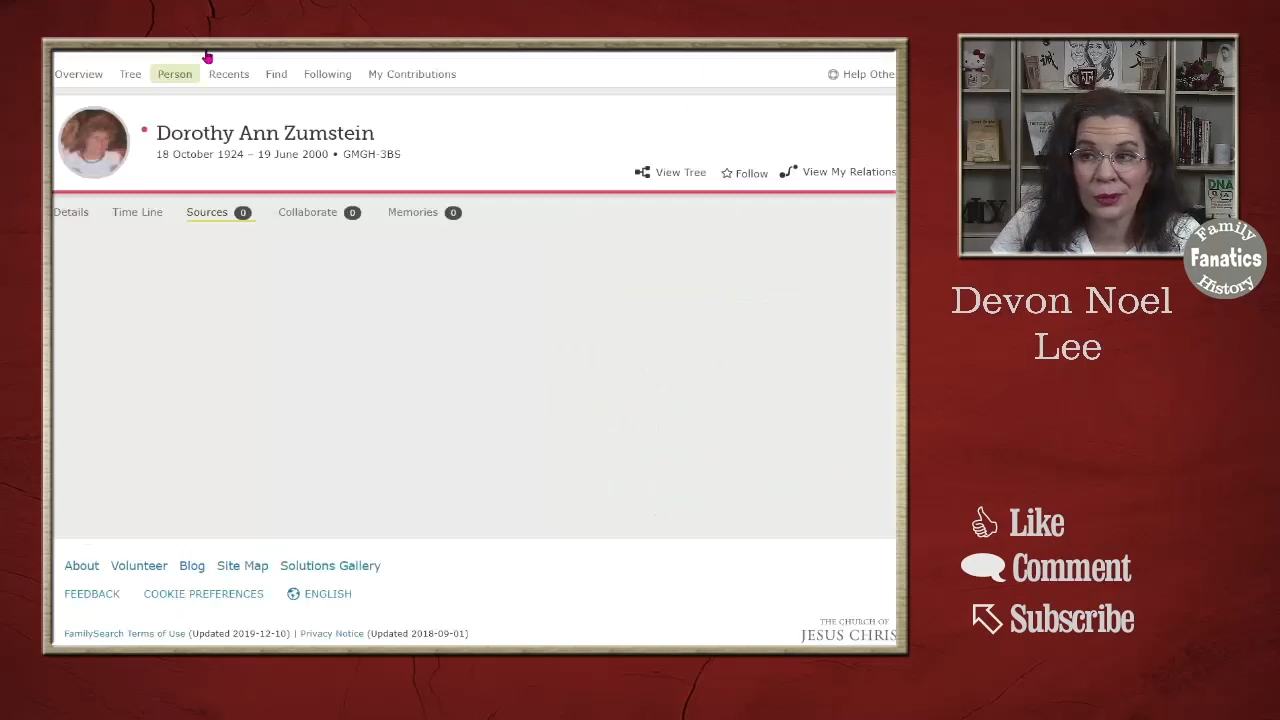 Overview Tree Person Recents Find Following My Contributions Help Othe
Dorothy Ann Zumstein
18 October 1924 – 19 June 2000 • GMGH-3BS
View Tree Follow View My Relations
Details Time Line Sources 0 Collaborate 0 Memories 0
About Volunteer Blog Site Map Solutions Gallery
FEEDBACK COOKIE PREFERENCES ENGLISH
FamilySearch Terms of Use (Updated 2019-12-10) | Privacy Notice (Updated 2018-09-01)
THE CHURCH OF
JESUS CHRIS
DNA
Family
Fanatics
History
Devon Noel
Lee
Like
Comment
Subscribe